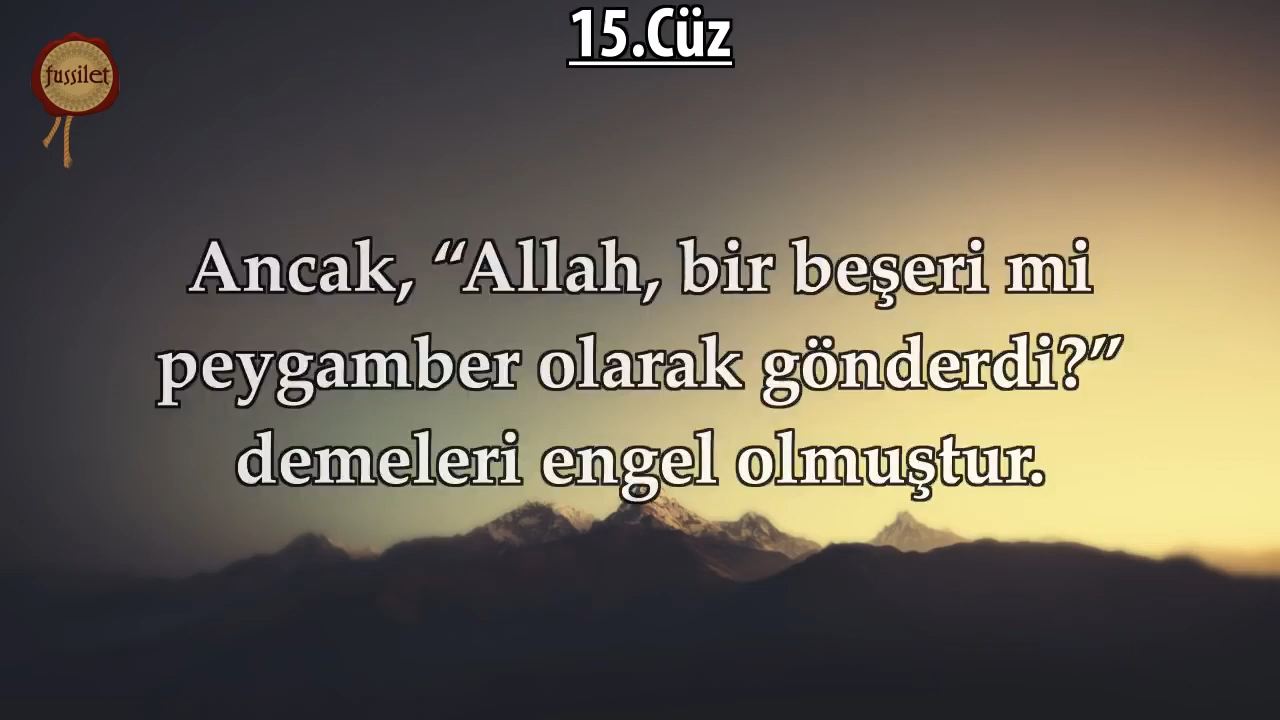 15.Cüz
fussilet
Ancak, “Allah, bir beşeri mi
peygamber olarak gönderdi?”
demeleri engel olmuştur.